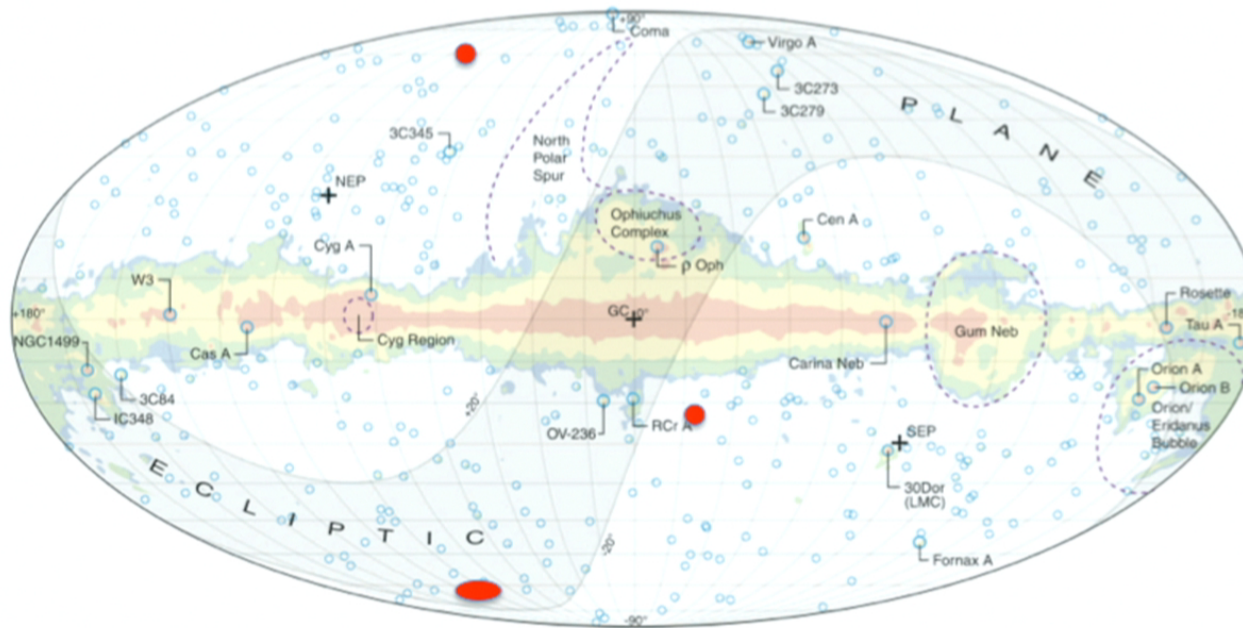 +90°
Coma
Virgo A
3C273
3C279
P L A N E
3C345
North
Polar
Spur
NEP
Ophiuchus
Complex
Cen A
Cyg A
ρ Oph
W3
Rosette
+180°
GC
Tau A
NGC1499
Gum Neb
Cas A
Cyg Region
Carina Neb
Orion A
Orion B
3C84
IC348
Orion/
Eridanus
Bubble
OV-236
RCr A
SEP
E C L I P T I C
30Dor
(LMC)
-20°
Fornax A
-90°